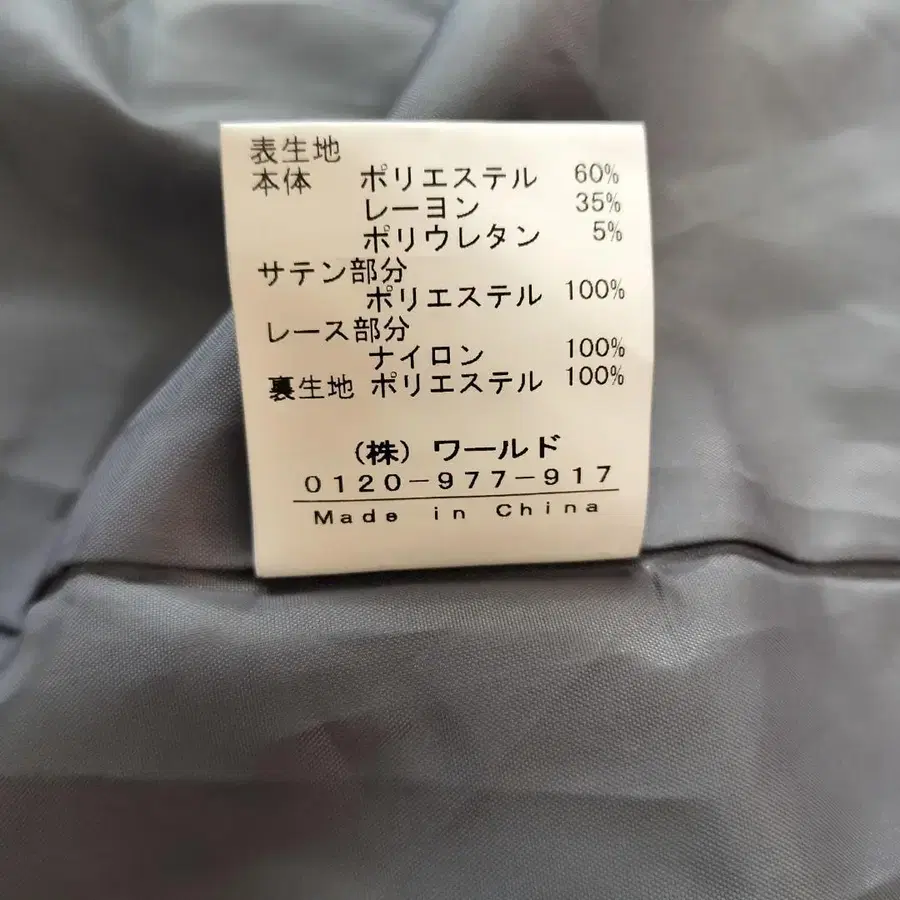 表生地
本体 ポリエステル 60%
レーヨン 35%
ポリウレタン 5%
サテン部分
ポリエステル 100%
レース部分
ナイロン 100%
裏生地 ポリエステル 100%
(株) ワールド
0120-977-917
Made in China